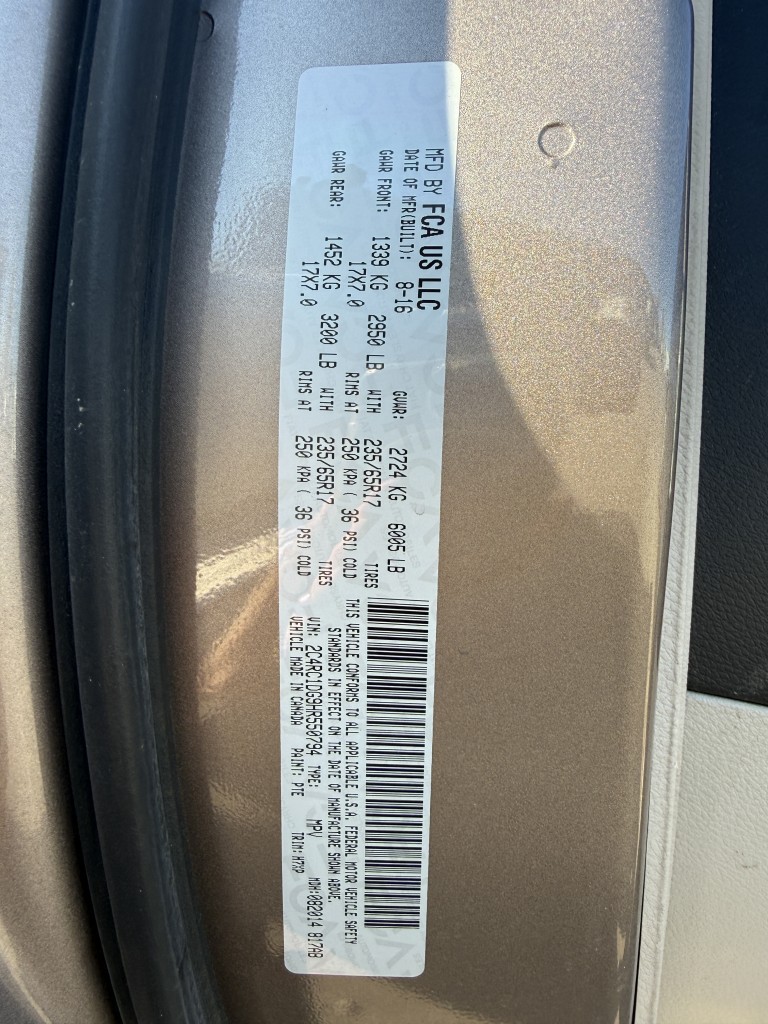 MFD BY FCA US LLC
DATE OF MFR(BUILT): 8-16 GVWR: 2724 KG 6005 LB
GAWR FRONT: 1339 KG 2950 LB WITH 235/65R17 TIRES
17X7.0 RIMS AT 250 KPA ( 36 PSI) COLD
GAWR REAR: 1452 KG 3200 LB WITH 235/65R17 TIRES
17X7.0 RIMS AT 250 KPA ( 36 PSI) COLD
THIS VEHICLE CONFORMS TO ALL APPLICABLE U.S.A. FEDERAL MOTOR VEHICLE SAFETY
STANDARDS IN EFFECT ON THE DATE OF MANUFACTURE SHOWN ABOVE.
VIN: 2C4RC1DG9HR550794 TYPE: MPV MDH:082014 817AB
VEHICLE MADE IN CANADA PAINT: PTE TRIM: